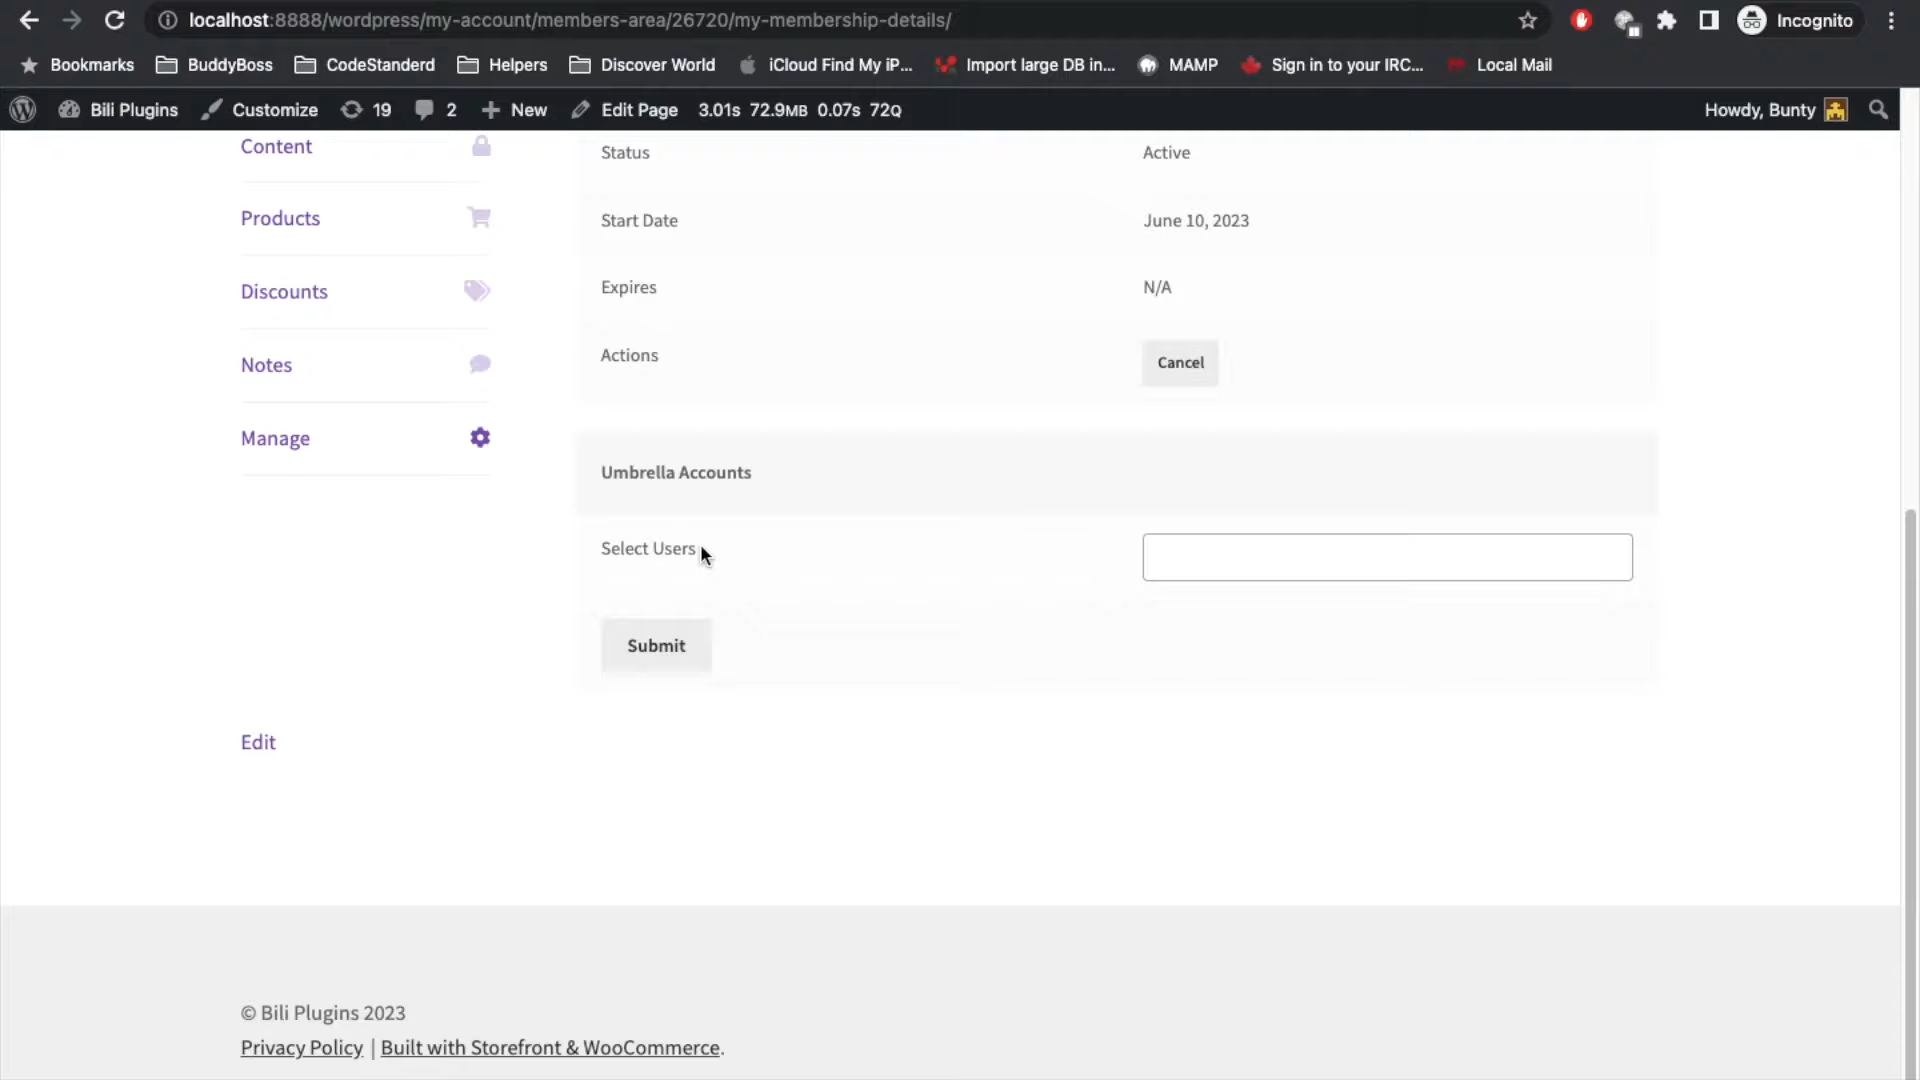 localhost:8888/wordpress/my-account/members-area/26720/my-membership-details/
Incognito
Bookmarks BuddyBoss CodeStanderd Helpers Discover World iCloud Find My iP... Import large DB in... MAMP Sign in to your IRC... Local Mail
Bili Plugins Customize 19 2 New Edit Page 3.01s 72.9MB 0.07s 72Q Howdy, Bunty
Content
Products
Discounts
Notes
Manage
Status Active
Start Date June 10, 2023
Expires N/A
Actions Cancel
Umbrella Accounts
Select Users
Submit
Edit
© Bili Plugins 2023
Privacy Policy | Built with Storefront & WooCommerce.